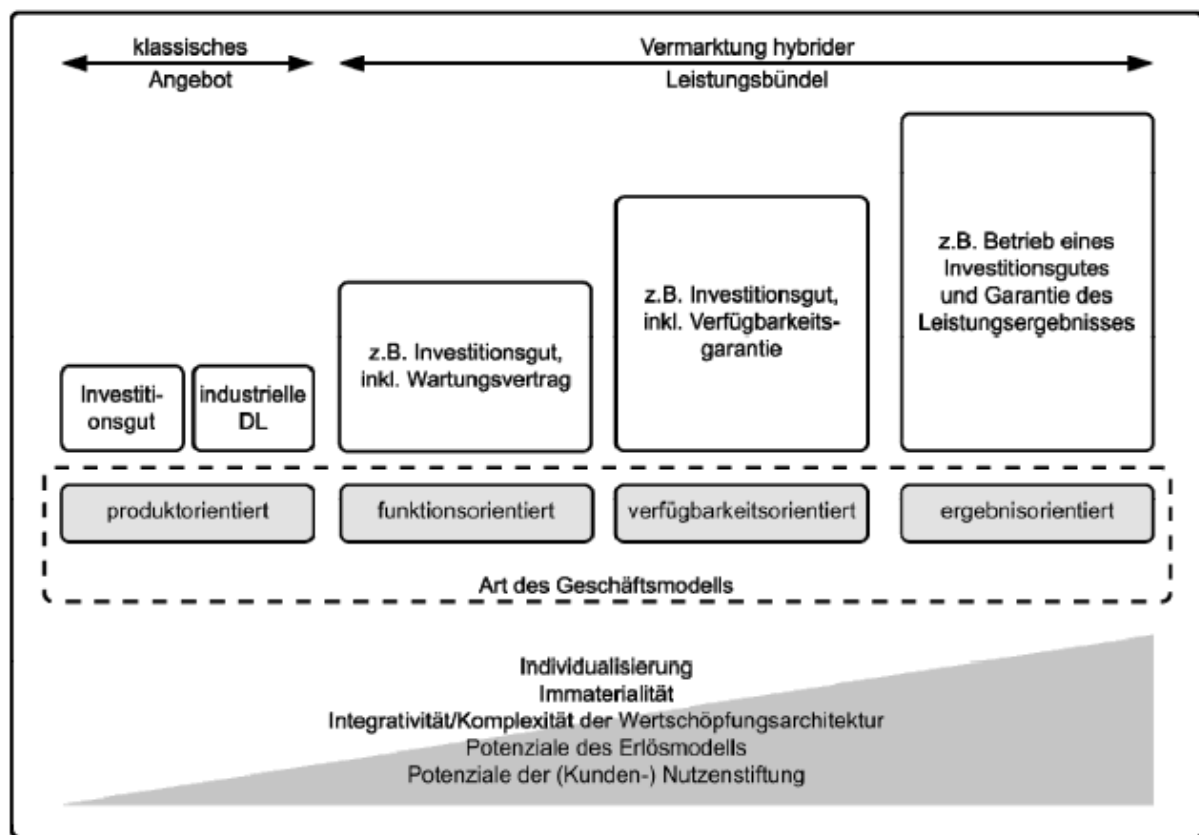 klassisches
Angebot
Vermarktung hybrider
Leistungsbündel
Investiti-
onsgut
industrielle
DL
z.B. Investitionsgut,
inkl. Wartungsvertrag
z.B. Investitionsgut,
inkl. Verfügbarkeits-
garantie
z.B. Betrieb eines
Investitionsgutes
und Garantie des
Leistungsergebnisses
produktorientiert
funktionsorientiert
verfügbarkeitsorientiert
ergebnisorientiert
Art des Geschäftsmodells
Individualisierung
Immaterialität
Integrativität/Komplexität der Wertschöpfungsarchitektur
Potenziale des Erlösmodells
Potenziale der (Kunden-) Nutzenstiftung